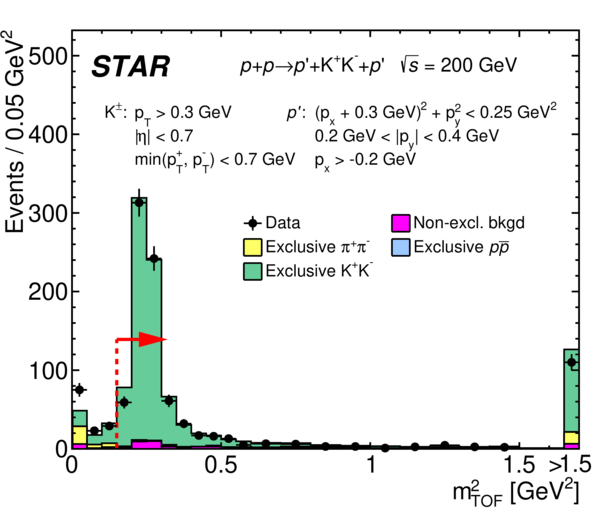 STAR
p+p→p'+K⁺K⁻+p' √s = 200 GeV
K±: p_T > 0.3 GeV
|η| < 0.7
min(p_T⁺, p_T⁻) < 0.7 GeV
p': (p_x + 0.3 GeV)² + p_y² < 0.25 GeV²
0.2 GeV < |p_y| < 0.4 GeV
p_x > -0.2 GeV
Data
Exclusive π⁺π⁻
Exclusive K⁺K⁻
Non-excl. bkgd
Exclusive pp̅
Events / 0.05 GeV²
500
400
300
200
100
0
0 0.5 1 1.5 >1.5
m²_TOF [GeV²]